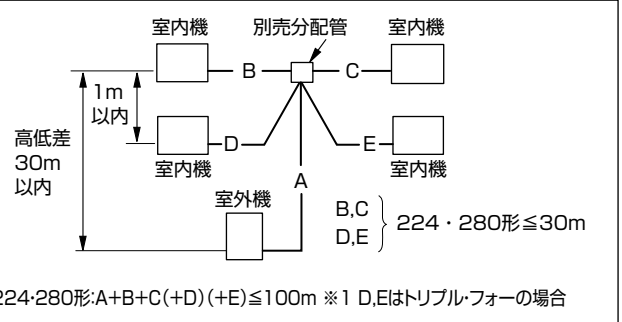 室内機
別売分配管
室内機
B
C
1m
以内
高低差
30m
以内
D
E
室内機
室内機
A
室外機
B,C
D,E
224・280形≦30m
224・280形:A+B+C(+D)(+E)≦100m ※1 D,Eはトリプル・フォーの場合